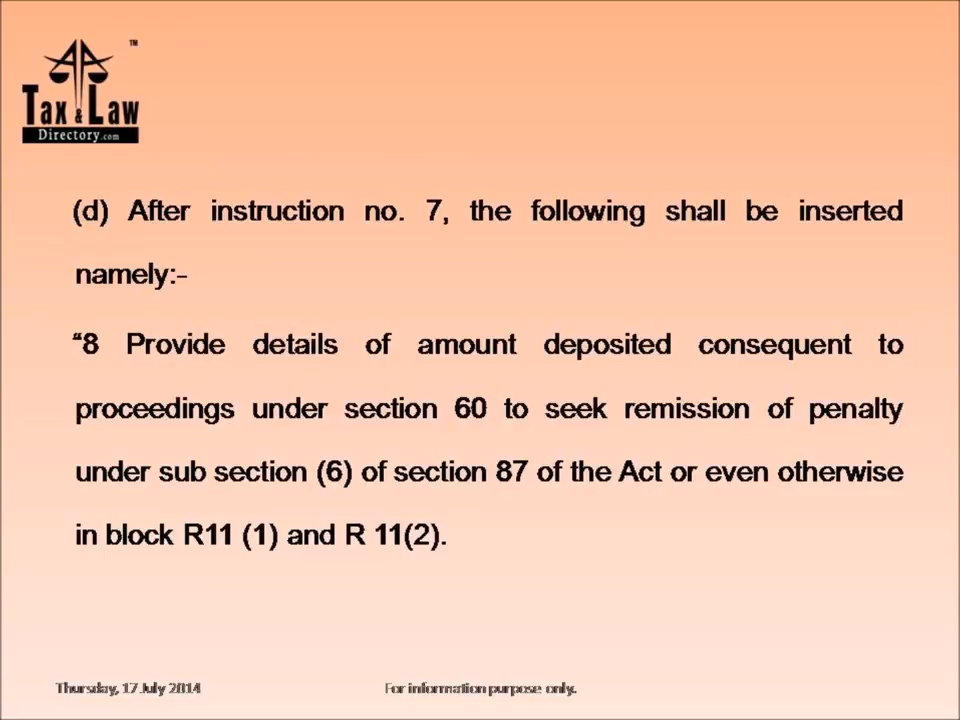 TM
Tax & Law
Directory.com
(d) After instruction no. 7, the following shall be inserted
namely:-
“8 Provide details of amount deposited consequent to
proceedings under section 60 to seek remission of penalty
under sub section (6) of section 87 of the Act or even otherwise
in block R11 (1) and R 11(2).
Thursday, 17 July 2014
For information purpose only.